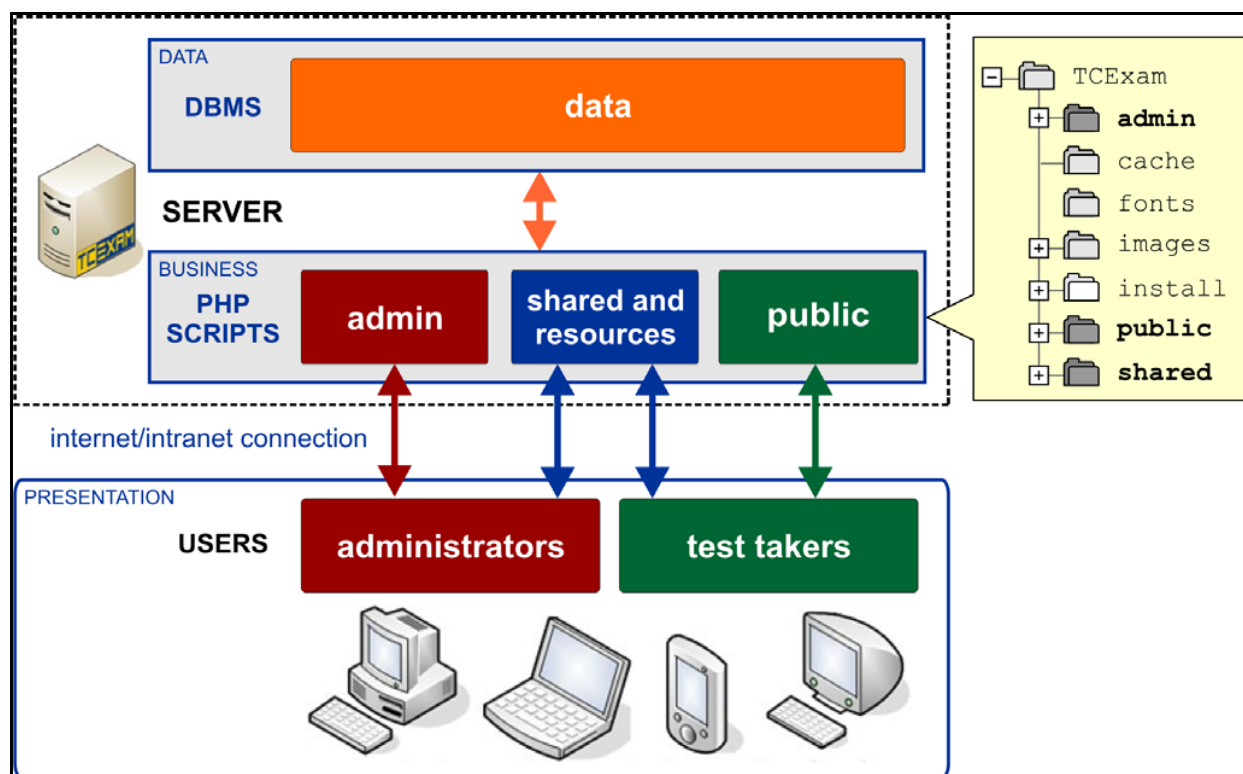 DATA
DBMS
data
SERVER
TCEXAM
BUSINESS
PHP
SCRIPTS
admin
shared and
resources
public
internet/intranet connection
PRESENTATION
USERS
administrators
test takers
TCExam
admin
cache
fonts
images
install
public
shared